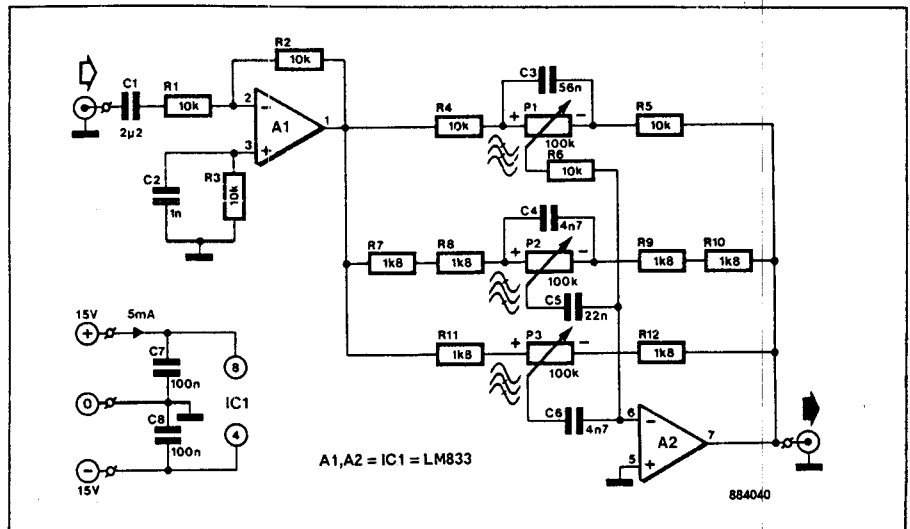 C1
2µ2
R1
10k
R2
10k
2
-
A1
1
3
+
C2
1n
R3
10k
R4
10k
C3
56n
+
P1
-
100k
R5
10k
R6
10k
C4
4n7
R7
1k8
R8
1k8
+
P2
-
100k
R9
1k8
R10
1k8
C5
22n
R11
1k8
+
P3
-
100k
R12
1k8
C6
4n7
6
-
A2
7
5
+
15V
+
5mA
C7
100n
8
0
IC1
C8
100n
4
-
15V
A1,A2 = IC1 = LM833
884040